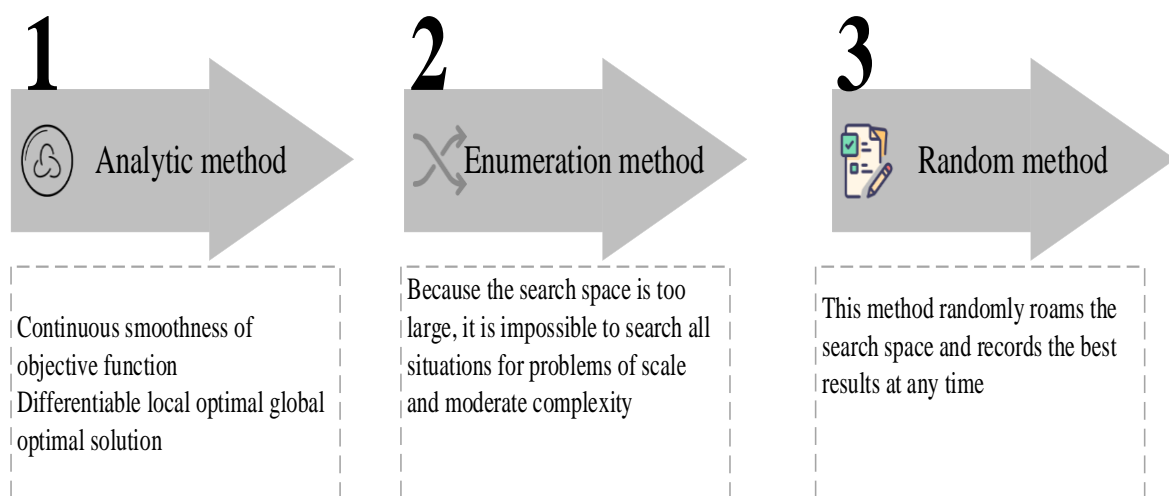 1
Analytic method
Continuous smoothness of
objective function
Differentiable local optimal global
optimal solution
2
Enumeration method
Because the search space is too
large, it is impossible to search all
situations for problems of scale
and moderate complexity
3
Random method
This method randomly roams the
search space and records the best
results at any time